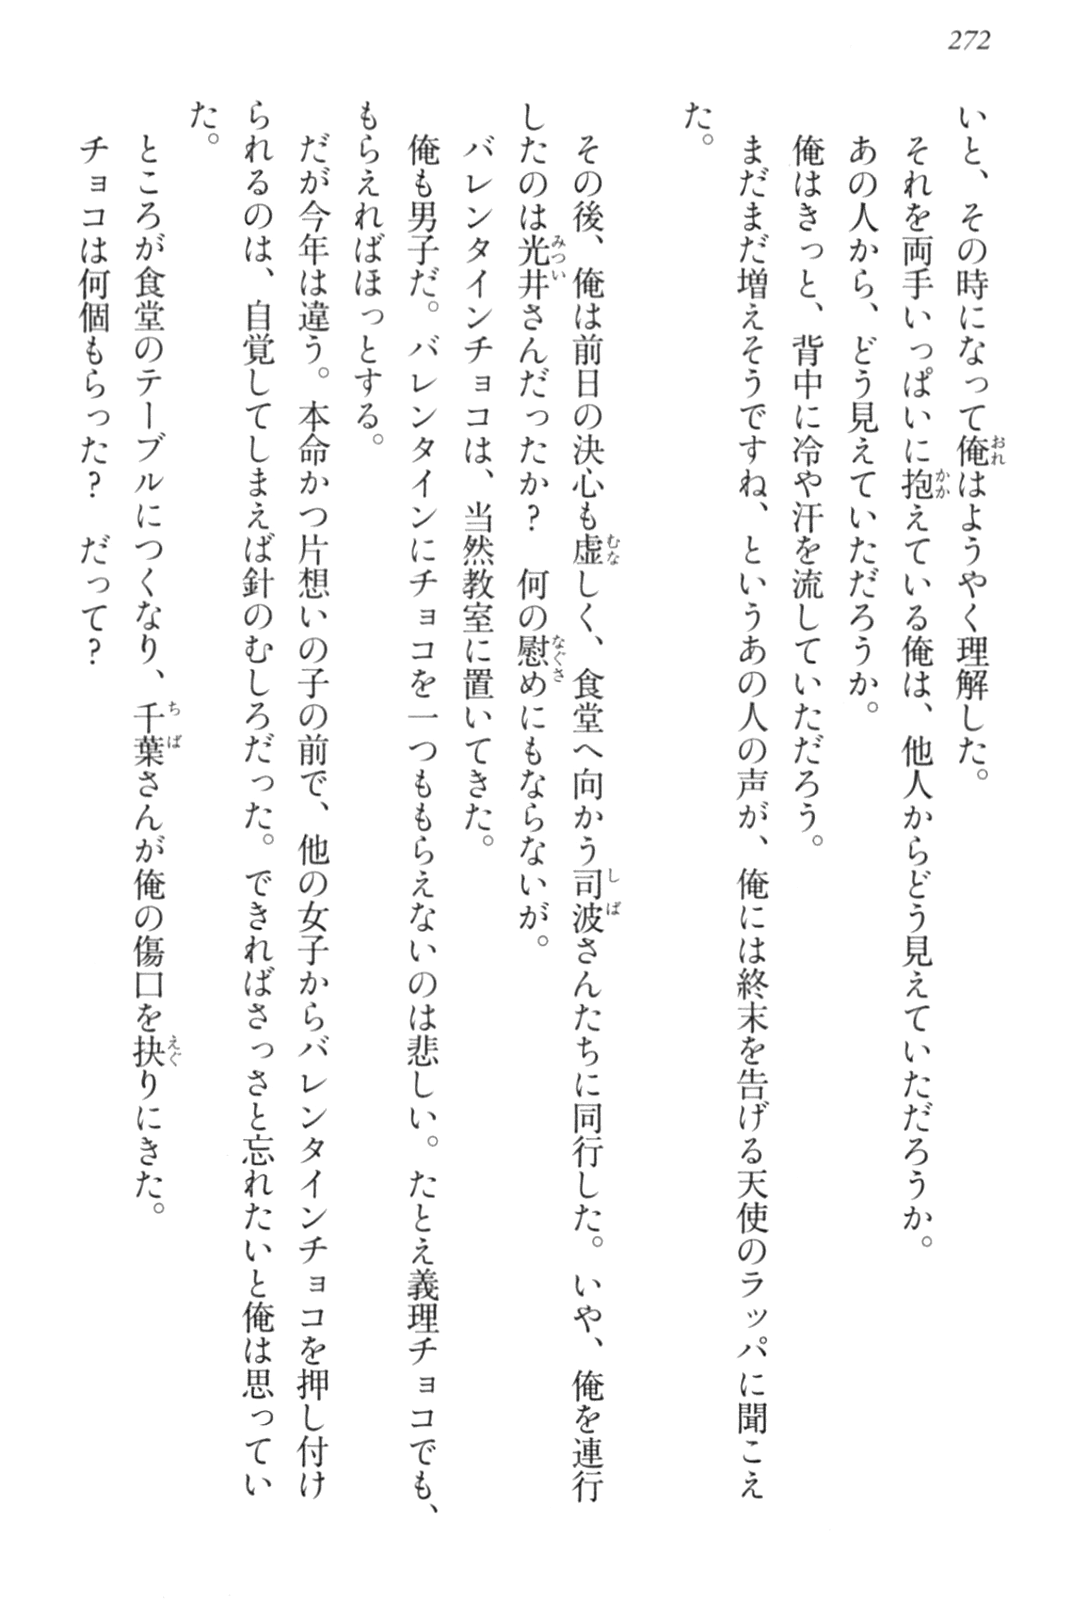 272
いと、その時になって俺はようやく理解した。
それを両手いっぱいに抱えている俺は、他人からどう見えていただろうか。
あの人から、どう見えていただろうか。
俺はきっと、背中に冷や汗を流していただろう。
まだまだ増えそうですね、というあの人の声が、俺には終末を告げる天使のラッパに聞こえ
た。
その後、俺は前日の決心も虚しく、食堂へ向かう司波さんたちに同行した。いや、俺を連行
したのは光井さんだったか？　何の慰めにもならないが。
バレンタインチョコは、当然教室に置いてきた。
俺も男子だ。バレンタインにチョコを一つももらえないのは悲しい。たとえ義理チョコでも、
もらえればほっとする。
だが今年は違う。本命かつ片想いの子の前で、他の女子からバレンタインチョコを押し付け
られるのは、自覚してしまえば針のむしろだった。できればさっさと忘れたいと俺は思ってい
た。
ところが食堂のテーブルにつくなり、千葉さんが俺の傷口を抉りにきた。
チョコは何個もらった？　だって？